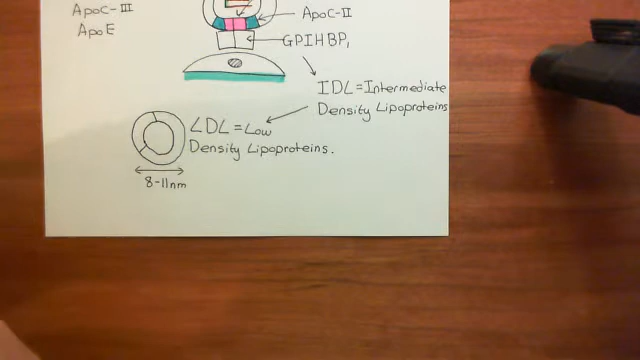 ApoC-III
ApoE
ApoC-II
GPIHBP1
IDL=Intermediate
Density Lipoproteins
LDL=Low
Density Lipoproteins.
8-11nm